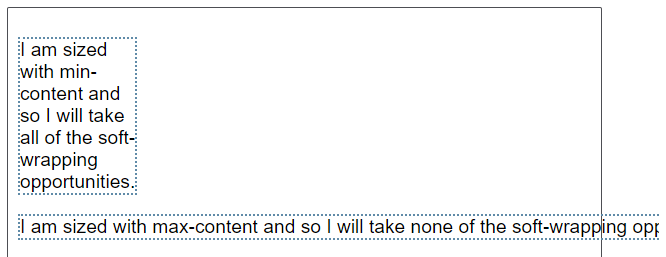 I am sized
with min-
content and
so I will take
all of the soft-
wrapping
opportunities.
I am sized with max-content and so I will take none of the soft-wrapping opp